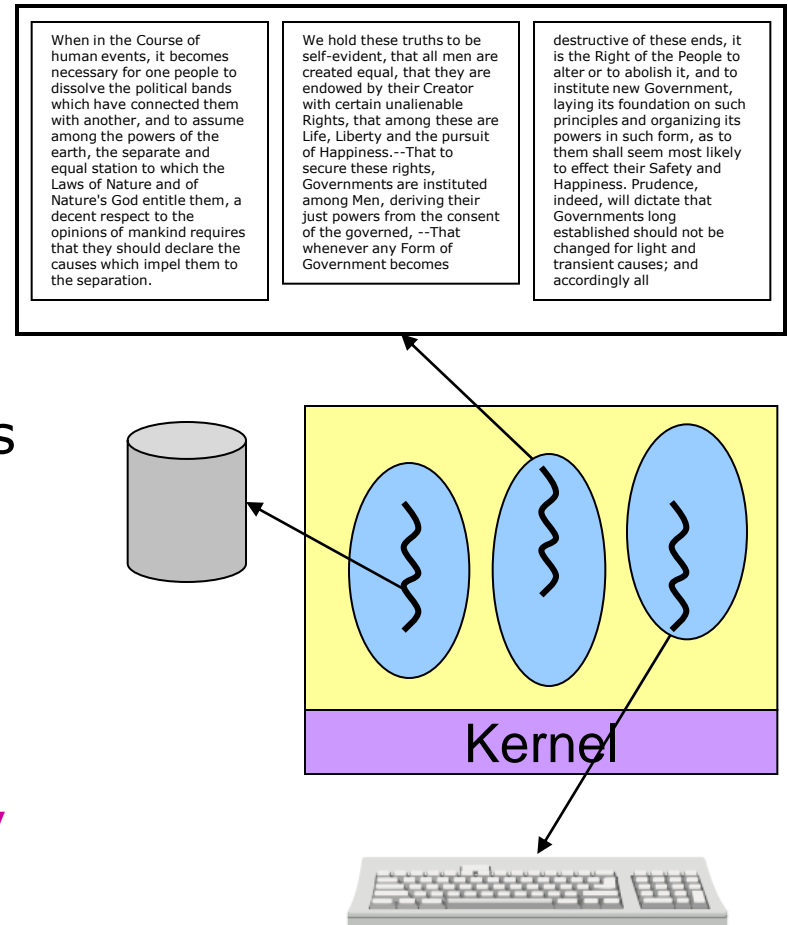 When in the Course of
human events, it becomes
necessary for one people to
dissolve the political bands
which have connected them
with another, and to assume
among the powers of the
earth, the separate and
equal station to which the
Laws of Nature and of
Nature's God entitle them, a
decent respect to the
opinions of mankind requires
that they should declare the
causes which impel them to
the separation.
We hold these truths to be
self-evident, that all men are
created equal, that they are
endowed by their Creator
with certain unalienable
Rights, that among these are
Life, Liberty and the pursuit
of Happiness.--That to
secure these rights,
Governments are instituted
among Men, deriving their
just powers from the consent
of the governed, --That
whenever any Form of
Government becomes
destructive of these ends, it
is the Right of the People to
alter or to abolish it, and to
institute new Government,
laying its foundation on such
principles and organizing its
powers in such form, as to
them shall seem most likely
to effect their Safety and
Happiness. Prudence,
indeed, will dictate that
Governments long
established should not be
changed for light and
transient causes; and
accordingly all
s
Kernel